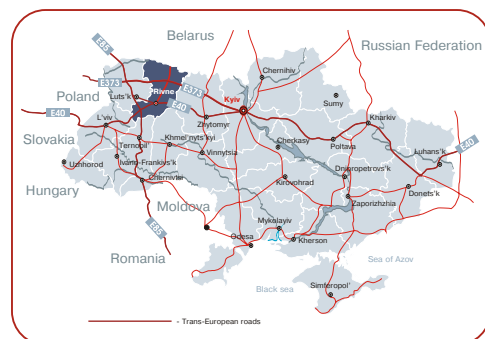 Belarus
Russian Federation
E85
Chernihiv
E373
E373
Rivne
Poland
Luts'k
Sumy
E40
E40
Kyiv
L'viv
Zhytomyr
Kharkiv
Slovakia
Ternopil'
Khmel'nyts'kyi
Cherkasy
Poltava
Luhans'k
E40
Uzhhorod
Ivano-Frankivs'k
Vinnytsia
Dnipropetrovs'k
Chernivtsi
Kirovohrad
Donets'k
Hungary
Moldova
Zaporizhzhia
Mykolayiv
E85
Odesa
Kherson
Romania
Sea of Azov
Black sea
Simferopol'
- Trans-European roads